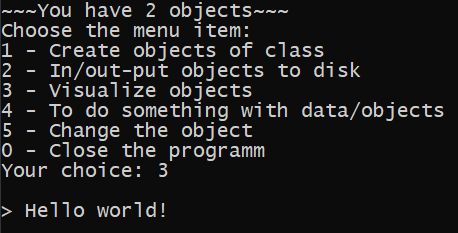 ~~~You have 2 objects~~~
Choose the menu item:
1 - Create objects of class
2 - In/out-put objects to disk
3 - Visualize objects
4 - To do something with data/objects
5 - Change the object
0 - Close the programm
Your choice: 3
> Hello world!